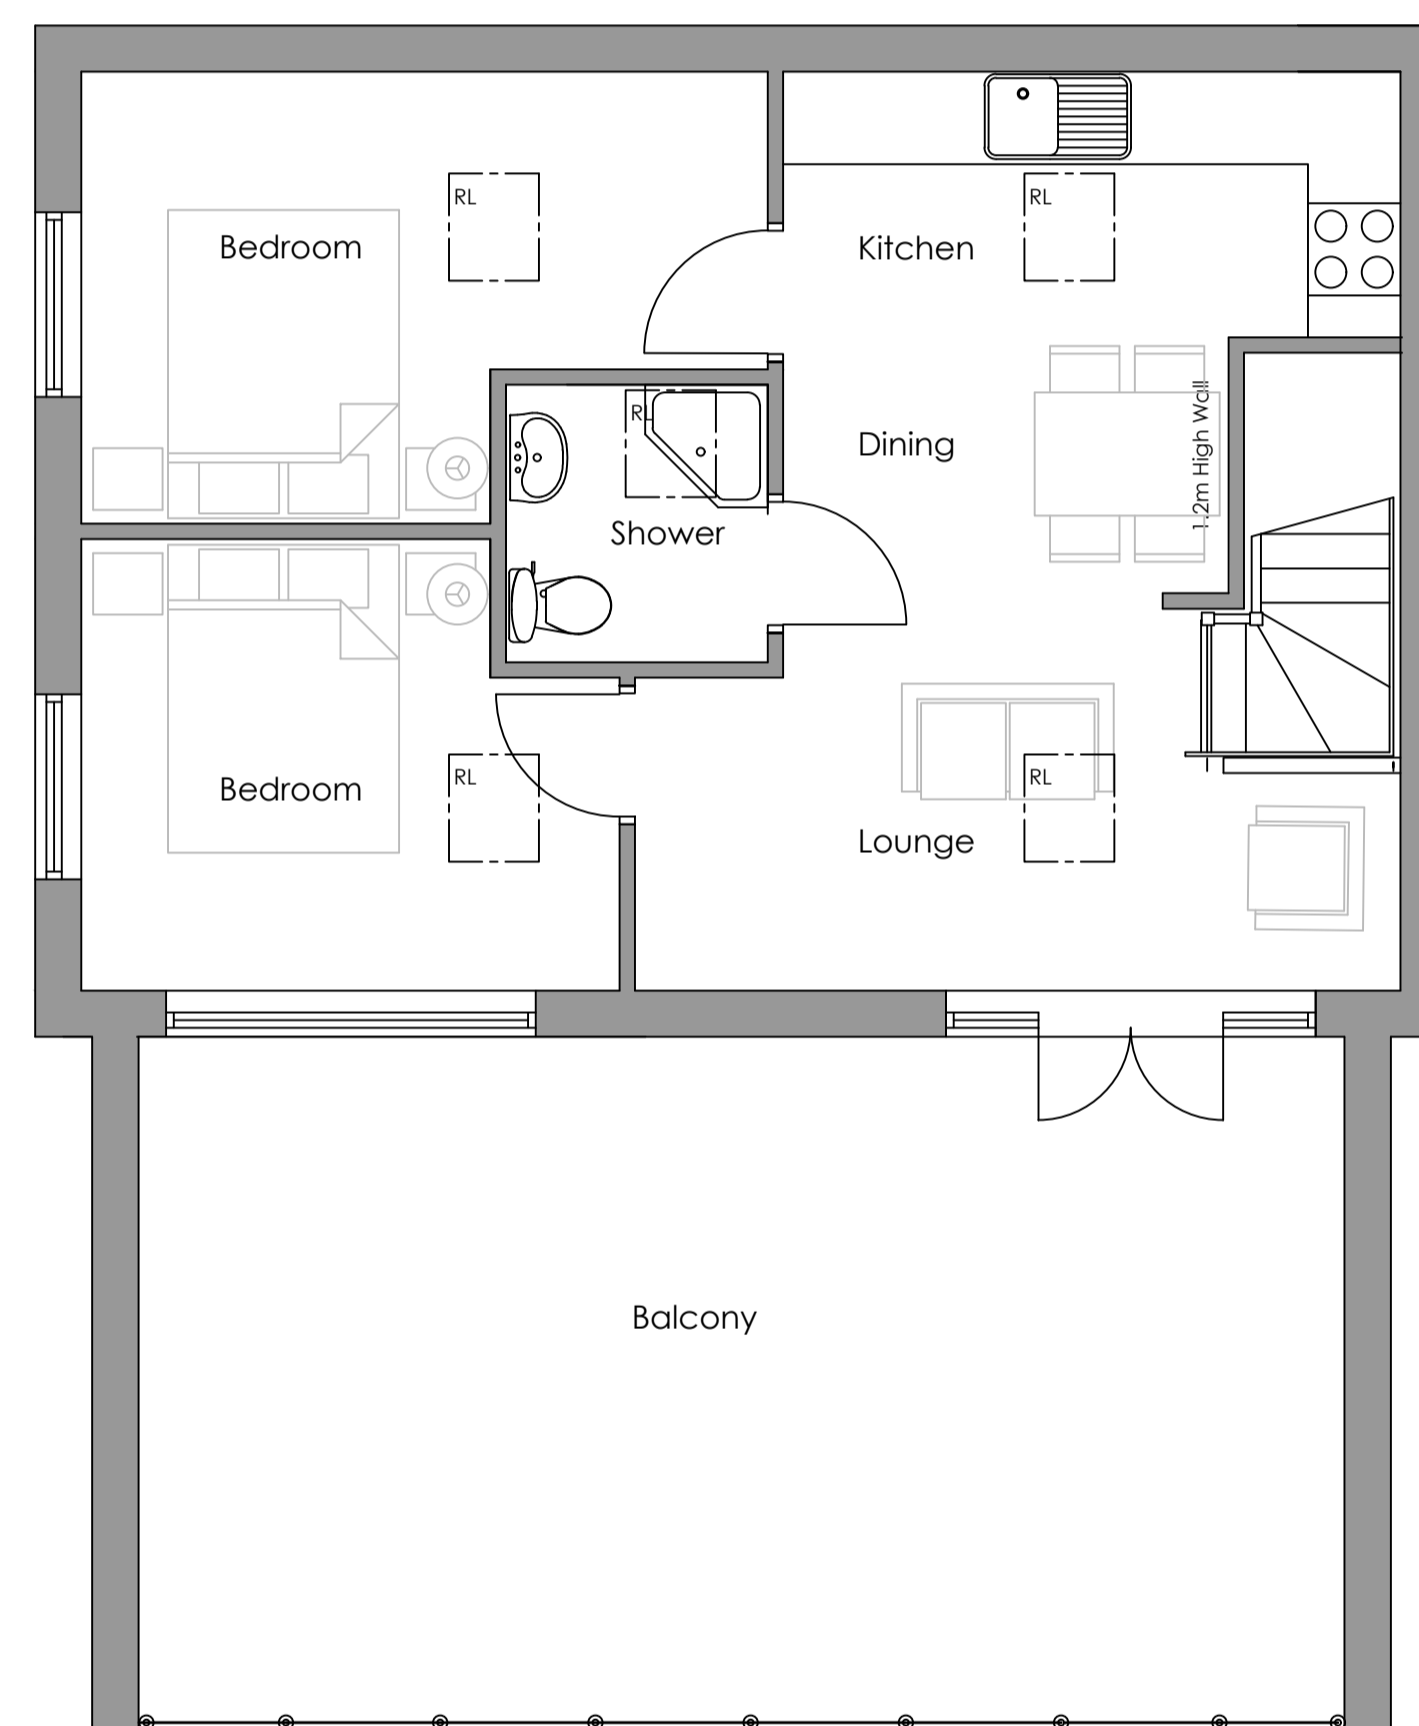 RL
RL
Bedroom
Kitchen
RL
Dining
1.2m High Wall
Shower
RL
RL
Bedroom
Lounge
Balcony